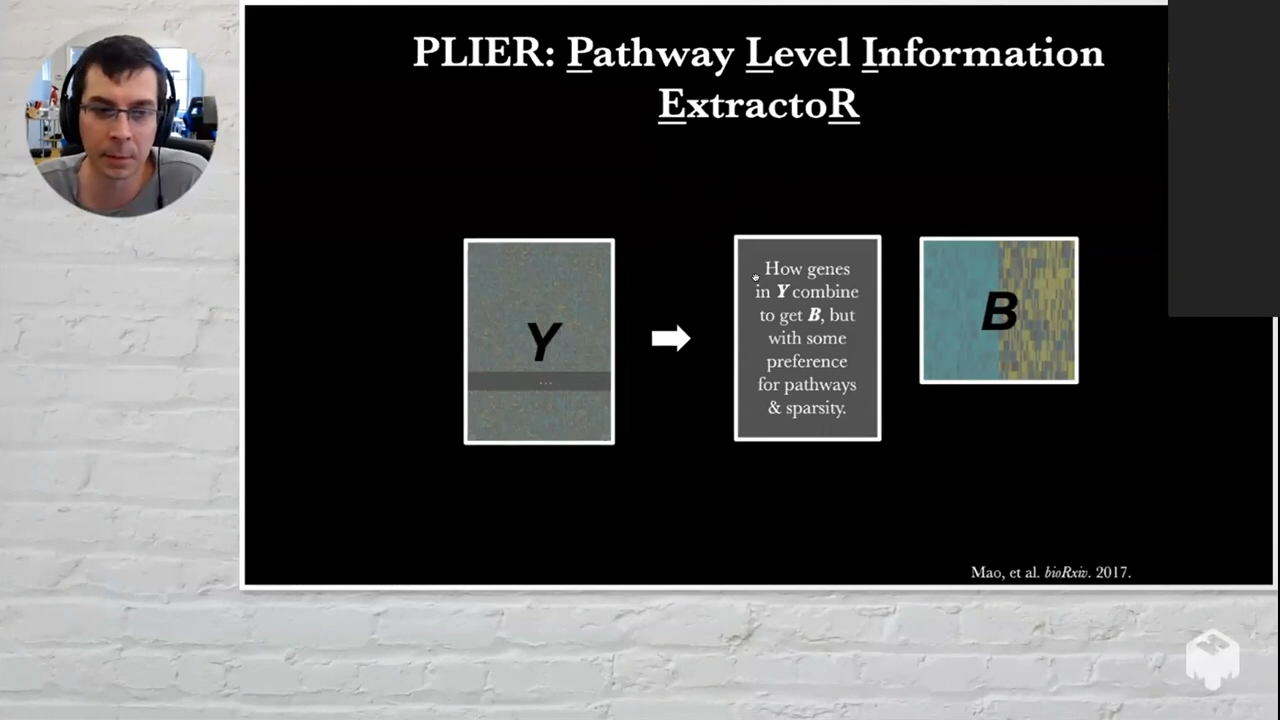 PLIER: Pathway Level Information
ExtractoR
Y
...
How genes
in Y combine
to get B, but
with some
preference
for pathways
& sparsity.
B
Mao, et al. bioRxiv. 2017.